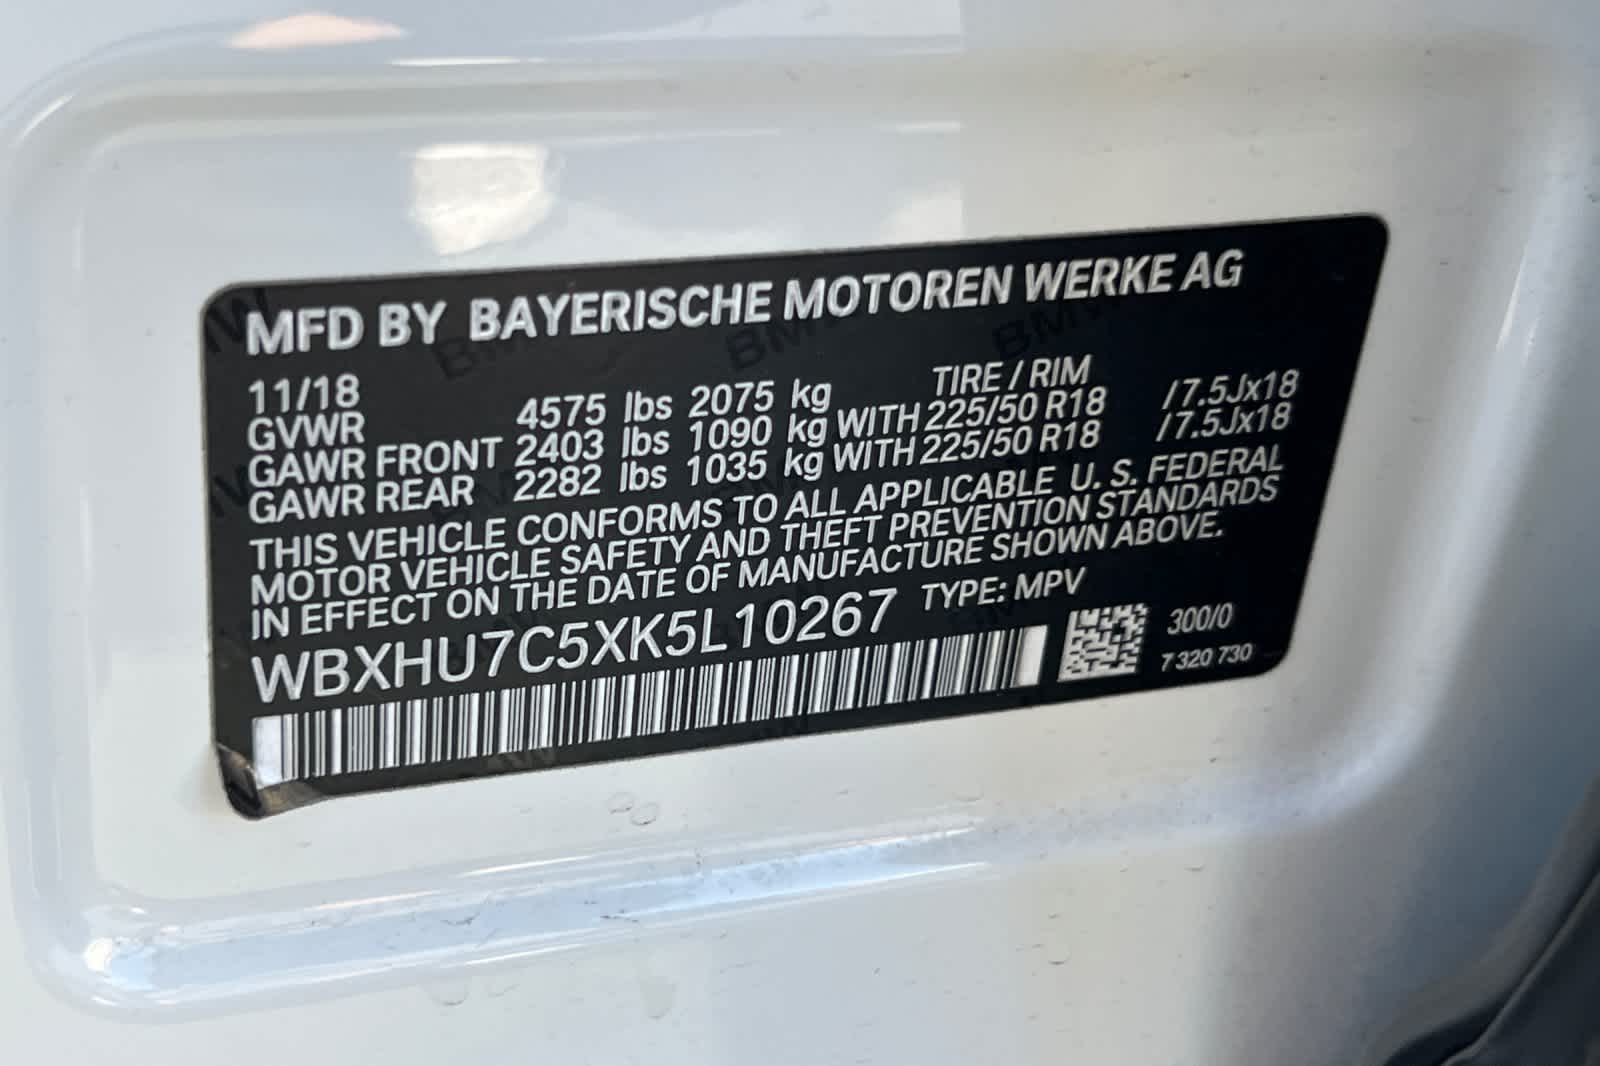 MFD BY BAYERISCHE MOTOREN WERKE AG
11/18 TIRE / RIM
GVWR 4575 lbs 2075 kg
GAWR FRONT 2403 lbs 1090 kg WITH 225/50 R18 /7.5Jx18
GAWR REAR 2282 lbs 1035 kg WITH 225/50 R18 /7.5Jx18
THIS VEHICLE CONFORMS TO ALL APPLICABLE U. S. FEDERAL
MOTOR VEHICLE SAFETY AND THEFT PREVENTION STANDARDS
IN EFFECT ON THE DATE OF MANUFACTURE SHOWN ABOVE.
WBXHU7C5XK5L10267 TYPE: MPV
300/0
7 320 730